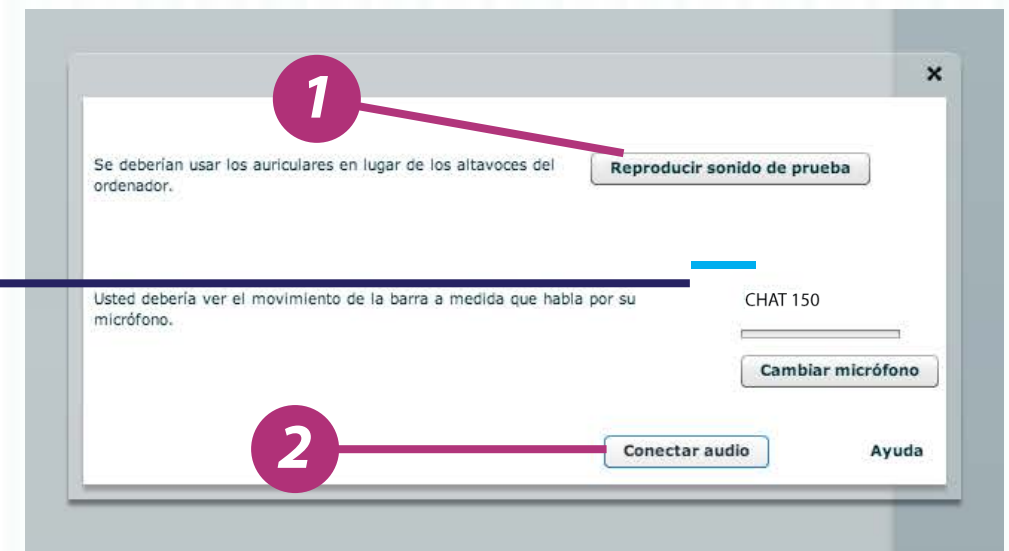 1
×
Se deberían usar los auriculares en lugar de los altavoces del
ordenador.
Reproducir sonido de prueba
Usted debería ver el movimiento de la barra a medida que habla por su
micrófono.
CHAT 150
Cambiar micrófono
2
Conectar audio
Ayuda